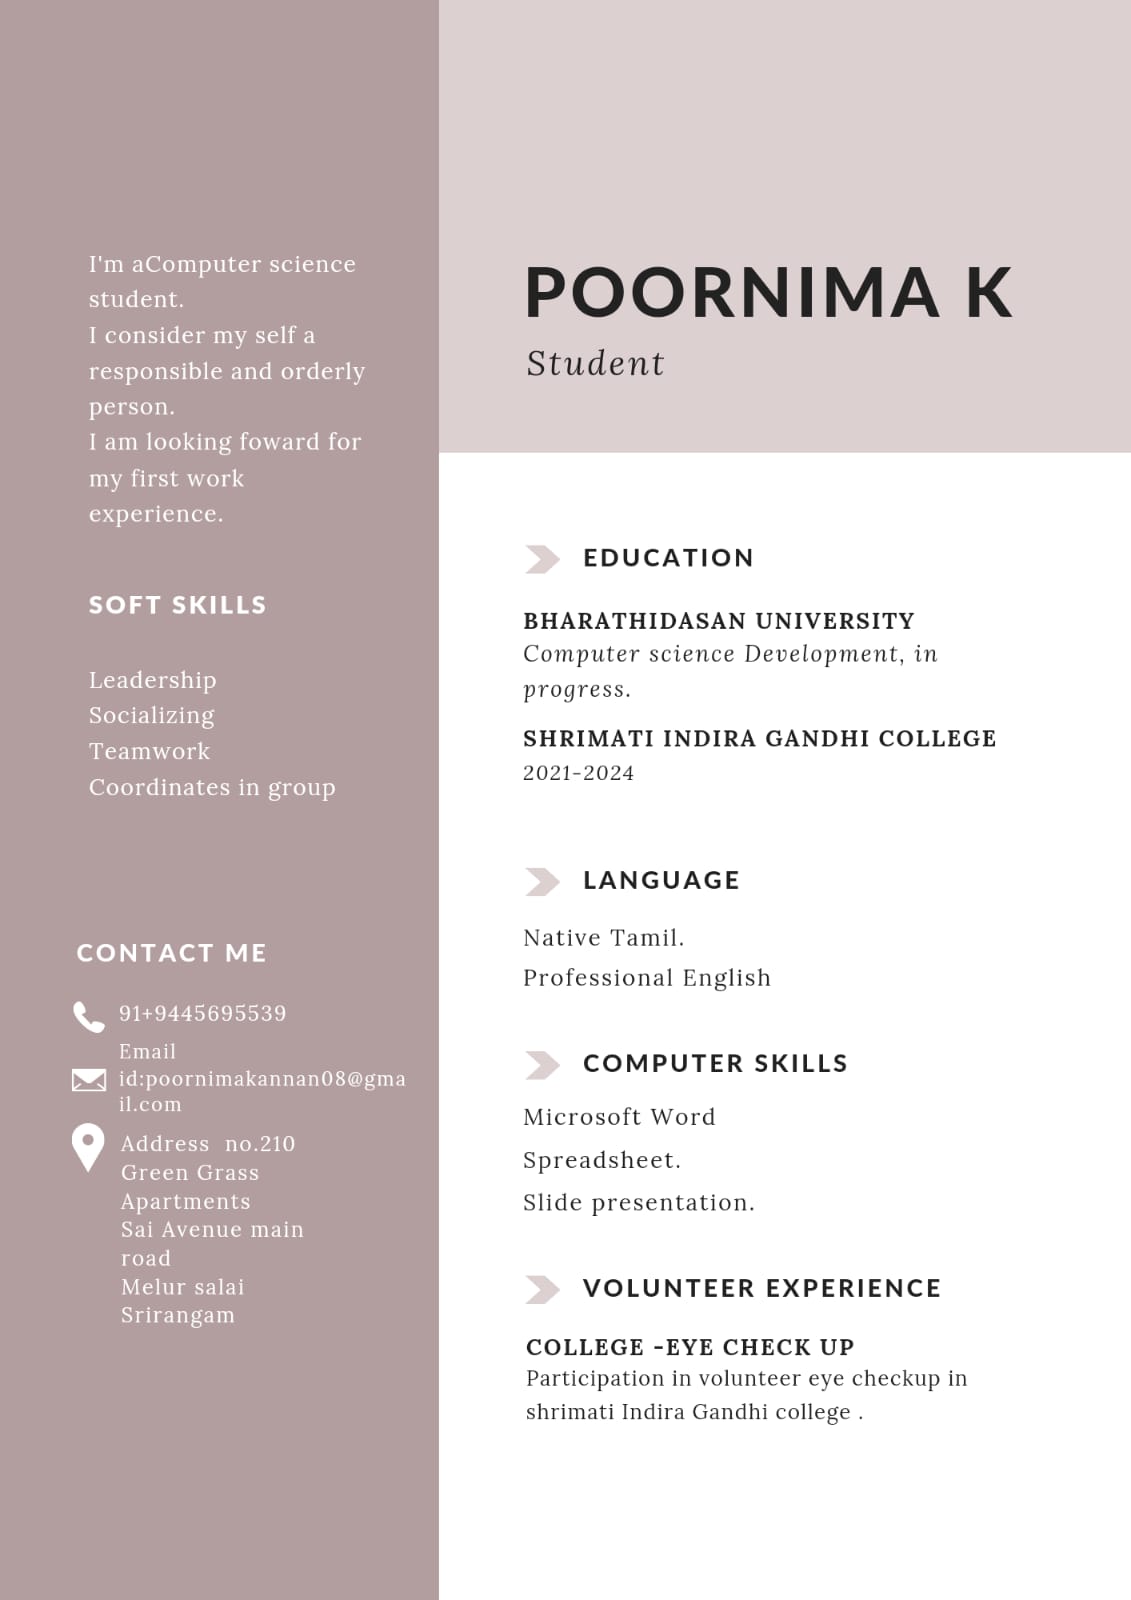 I'm aComputer science
student.
I consider my self a
responsible and orderly
person.
I am looking foward for
my first work
experience.
SOFT SKILLS
Leadership
Socializing
Teamwork
Coordinates in group
CONTACT ME
91+9445695539
Email
id:poornimakannan08@gma
il.com
Address  no.210
Green Grass
Apartments
Sai Avenue main
road
Melur salai
Srirangam
POORNIMA K
Student
EDUCATION
BHARATHIDASAN UNIVERSITY
Computer science Development, in
progress.
SHRIMATI INDIRA GANDHI COLLEGE
2021-2024
LANGUAGE
Native Tamil.
Professional English
COMPUTER SKILLS
Microsoft Word
Spreadsheet.
Slide presentation.
VOLUNTEER EXPERIENCE
COLLEGE -EYE CHECK UP
Participation in volunteer eye checkup in
shrimati Indira Gandhi college .